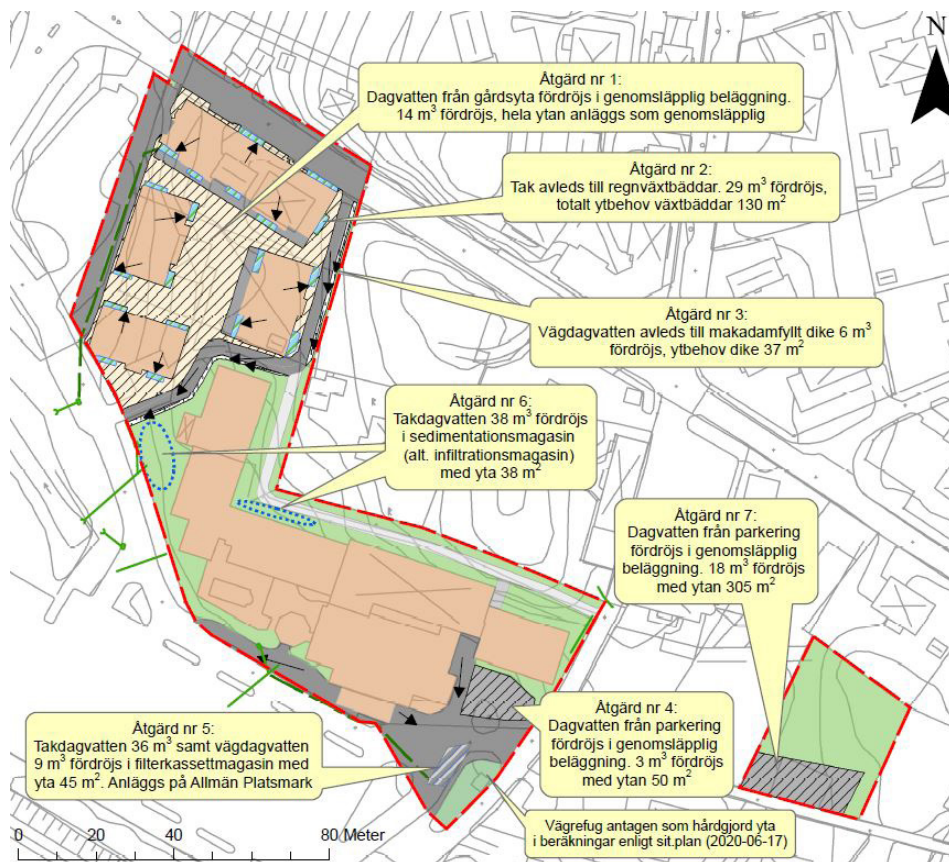 N
Åtgärd nr 1:
Dagvatten från gårdsyta fördröjs i genomsläpplig beläggning.
14 m³ fördröjs, hela ytan anläggs som genomsläpplig
Åtgärd nr 2:
Tak avleds till regnväxtbäddar. 29 m³ fördröjs,
totalt ytbehov växtbäddar 130 m²
Åtgärd nr 3:
Vägdagvatten avleds till makadamfyllt dike 6 m³
fördröjs, ytbehov dike 37 m²
Åtgärd nr 6:
Takdagvatten 38 m³ fördröjs
i sedimentationsmagasin
(alt. infiltrationsmagasin)
med yta 38 m²
Åtgärd nr 7:
Dagvatten från parkering
fördröjs i genomsläpplig
beläggning. 18 m³ fördröjs
med ytan 305 m²
Åtgärd nr 4:
Dagvatten från parkering
fördröjs i genomsläpplig
beläggning. 3 m³ fördröjs
med ytan 50 m²
Åtgärd nr 5:
Takdagvatten 36 m³ samt vägdagvatten
9 m³ fördröjs i filterkassettmagasin med
yta 45 m². Anläggs på Allmän Platsmark
Vägrefug antagen som hårdgjord yta
i beräkningar enligt sit.plan (2020-06-17)
0 20 40 80 Meter